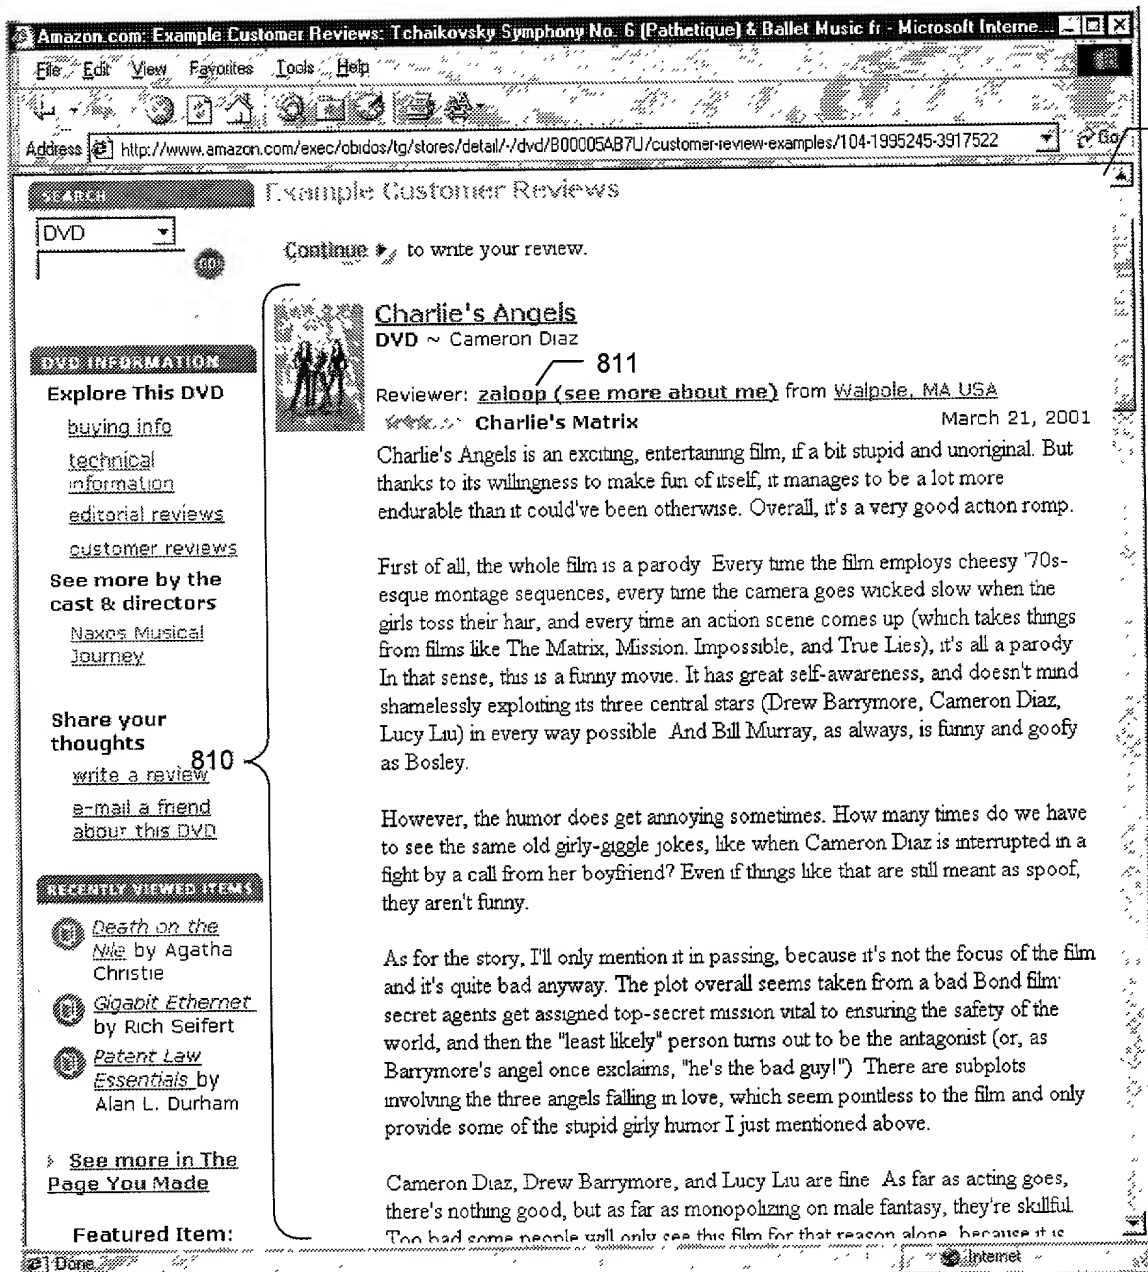 Amazon.com: Example Customer Reviews: Tchaikovsky Symphony No. 6 (Pathetique) & Ballet Music fr - Microsoft Interne...
File Edit View Favorites Tools Help
Address http://www.amazon.com/exec/obidos/tg/stores/detail/-/dvd/B00005AB7U/customer-review-examples/104-1995245-3917522 Go
SEARCH
DVD
GO!
Example Customer Reviews
Continue to write your review.
DVD INFORMATION
Explore This DVD
buying info
technical
information
editorial reviews
customer reviews
See more by the
cast & directors
Naxos Musical
Journey
Share your
thoughts
810
write a review
e-mail a friend
about this DVD
RECENTLY VIEWED ITEMS
Death on the
Nile by Agatha
Christie
Gigabit Ethernet
by Rich Seifert
Patent Law
Essentials by
Alan L. Durham
See more in The
Page You Made
Featured Item:
Charlie's Angels
DVD ~ Cameron Diaz
811
Reviewer: zaloop (see more about me) from Walpole, MA USA
Charlie's Matrix March 21, 2001
Charlie's Angels is an exciting, entertaining film, if a bit stupid and unoriginal. But
thanks to its willingness to make fun of itself, it manages to be a lot more
endurable than it could've been otherwise. Overall, it's a very good action romp.
First of all, the whole film is a parody Every time the film employs cheesy '70s-
esque montage sequences, every time the camera goes wicked slow when the
girls toss their hair, and every time an action scene comes up (which takes things
from films like The Matrix, Mission. Impossible, and True Lies), it's all a parody
In that sense, this is a funny movie. It has great self-awareness, and doesn't mind
shamelessly exploiting its three central stars (Drew Barrymore, Cameron Diaz,
Lucy Liu) in every way possible And Bill Murray, as always, is funny and goofy
as Bosley.
However, the humor does get annoying sometimes. How many times do we have
to see the same old girly-giggle jokes, like when Cameron Diaz is interrupted in a
fight by a call from her boyfriend? Even if things like that are still meant as spoof,
they aren't funny.
As for the story, I'll only mention it in passing, because it's not the focus of the film
and it's quite bad anyway. The plot overall seems taken from a bad Bond film:
secret agents get assigned top-secret mission vital to ensuring the safety of the
world, and then the "least likely" person turns out to be the antagonist (or, as
Barrymore's angel once exclaims, "he's the bad guy!") There are subplots
involving the three angels falling in love, which seem pointless to the film and only
provide some of the stupid girly humor I just mentioned above.
Cameron Diaz, Drew Barrymore, and Lucy Liu are fine As far as acting goes,
there's nothing good, but as far as monopolizing on male fantasy, they're skillful
Too bad some people will only see this film for that reason alone, because it is
Done Internet